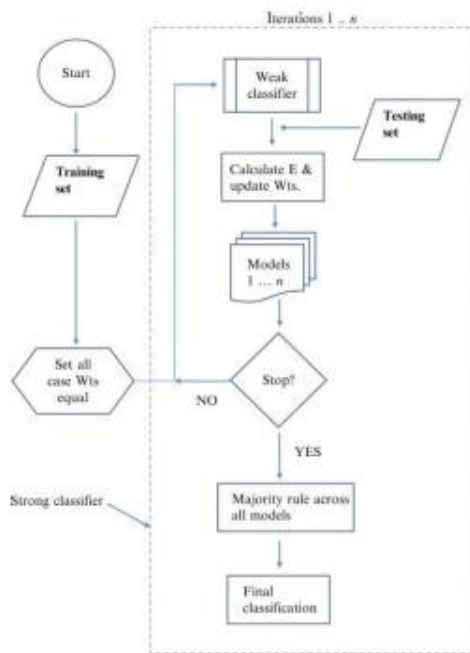 Iterations 1 .. n
Start
Weak
classifier
Training
set
Testing
set
Calculate E &
update Wts.
Models
1 ... n
Set all
case Wts
equal
Stop?
NO
YES
Strong classifier
Majority rule across
all models
Final
classification